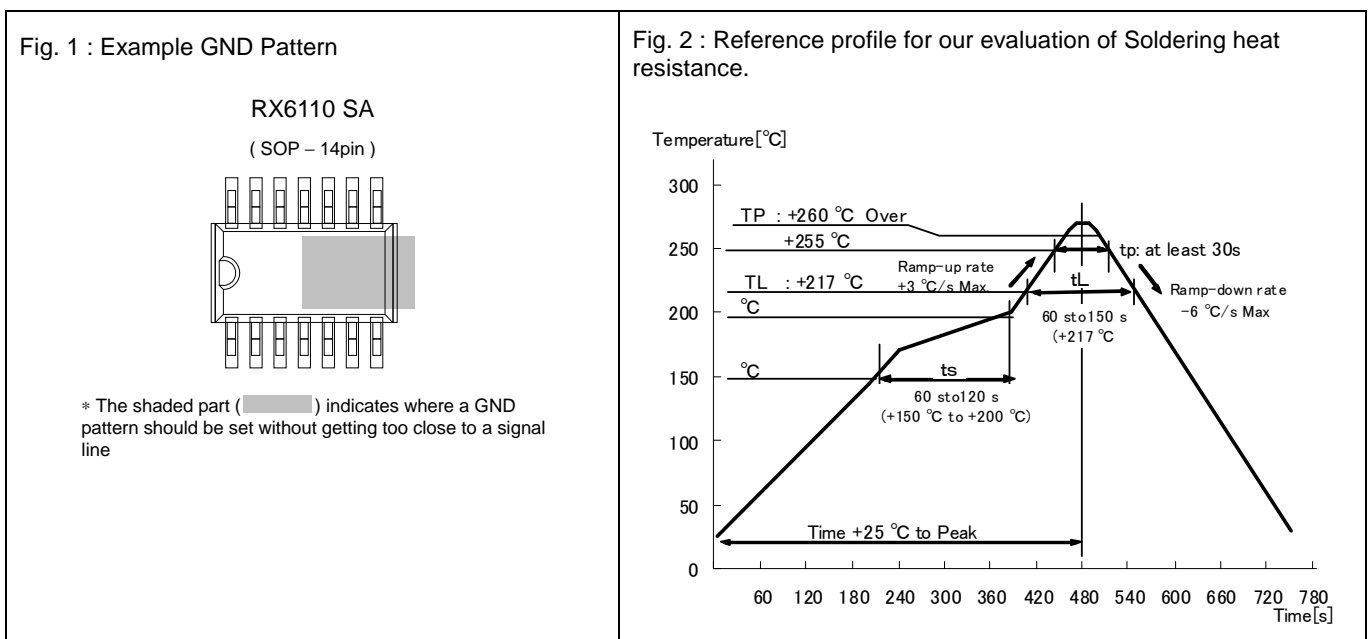 Fig. 1 : Example GND Pattern
RX6110 SA
( SOP – 14pin )
∗ The shaded part ( ) indicates where a GND
pattern should be set without getting too close to a signal
line
Fig. 2 : Reference profile for our evaluation of Soldering heat
resistance.
Temperature[°C]
300
TP : +260 °C Over
+255 °C
250
tp: at least 30s
Ramp-up rate
+3 °C/s Max.
TL : +217 °C
tL
Ramp-down rate
-6 °C/s Max
°C
200
60 sto150 s
(+217 °C
°C
150
ts
60 sto120 s
(+150 °C to +200 °C)
100
50
Time +25 °C to Peak
0
60 120 180 240 300 360 420 480 540 600 660 720 780
Time[s]